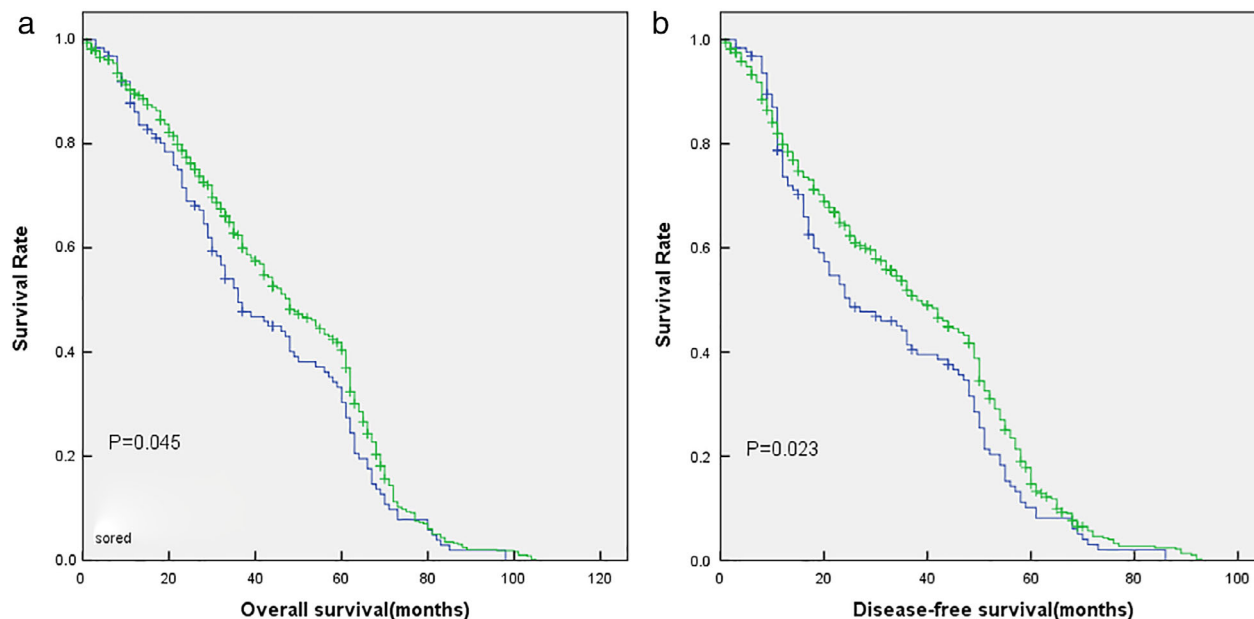 a
1.0
0.8
0.6
0.4
0.2
0.0
Survival Rate
P=0.045
sored
0
20
40
60
80
100
120
Overall survival(months)
b
1.0
0.8
0.6
0.4
0.2
0.0
Survival Rate
P=0.023
0
20
40
60
80
100
Disease-free survival(months)